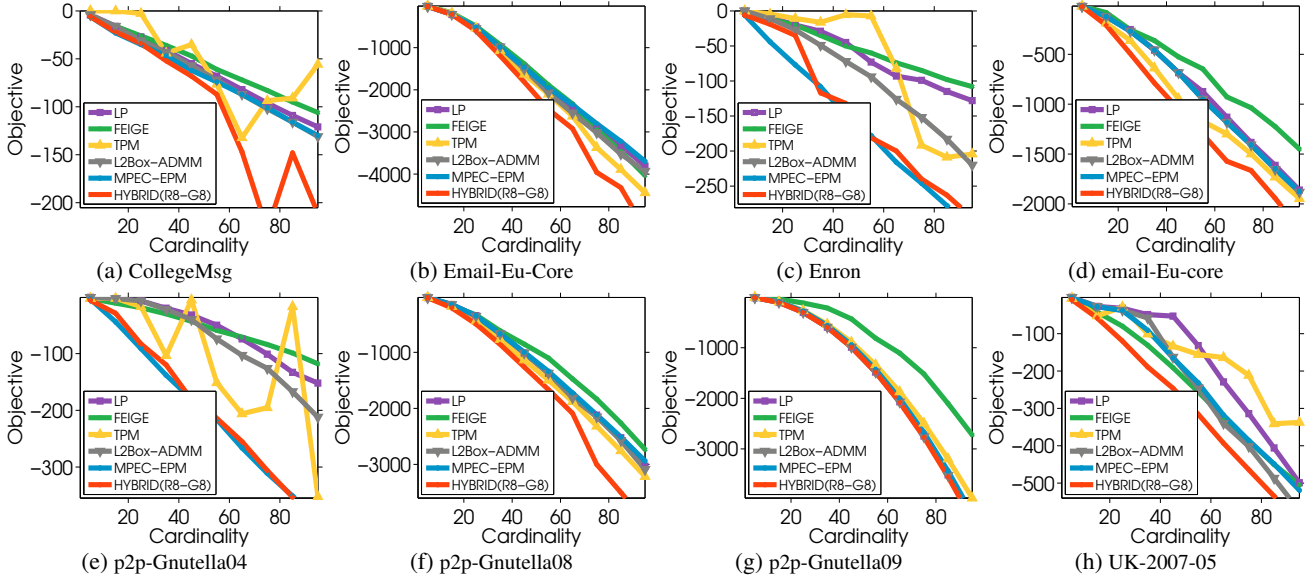 0
−50
−100
−150
−200
Objective
LP
FEIGE
TPM
L2Box−ADMM
MPEC−EPM
HYBRID(R8−G8)
20 40 60 80
Cardinality
(a) CollegeMsg
−1000
−2000
−3000
−4000
Objective
LP
FEIGE
TPM
L2Box−ADMM
MPEC−EPM
HYBRID(R8−G8)
20 40 60 80
Cardinality
(b) Email-Eu-Core
0
−50
−100
−150
−200
−250
Objective
LP
FEIGE
TPM
L2Box−ADMM
MPEC−EPM
HYBRID(R8−G8)
20 40 60 80
Cardinality
(c) Enron
−500
−1000
−1500
−2000
Objective
LP
FEIGE
TPM
L2Box−ADMM
MPEC−EPM
HYBRID(R8−G8)
20 40 60 80
Cardinality
(d) email-Eu-core
−100
−200
−300
Objective
LP
FEIGE
TPM
L2Box−ADMM
MPEC−EPM
HYBRID(R8−G8)
20 40 60 80
Cardinality
(e) p2p-Gnutella04
−1000
−2000
−3000
Objective
LP
FEIGE
TPM
L2Box−ADMM
MPEC−EPM
HYBRID(R8−G8)
20 40 60 80
Cardinality
(f) p2p-Gnutella08
−1000
−2000
−3000
Objective
LP
FEIGE
TPM
L2Box−ADMM
MPEC−EPM
HYBRID(R8−G8)
20 40 60 80
Cardinality
(g) p2p-Gnutella09
−100
−200
−300
−400
−500
Objective
LP
FEIGE
TPM
L2Box−ADMM
MPEC−EPM
HYBRID(R8−G8)
20 40 60 80
Cardinality
(h) UK-2007-05